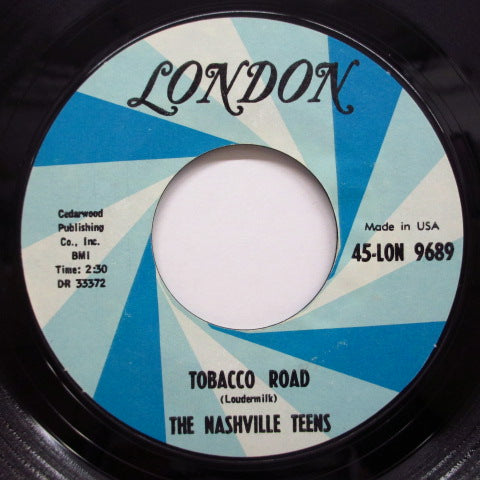 LONDON
Cedarwood
Publishing
Co., Inc.
BMI
Time: 2:30
DR 33372
Made in USA
45-LON 9689
TOBACCO ROAD
(Loudermilk)
THE NASHVILLE TEENS